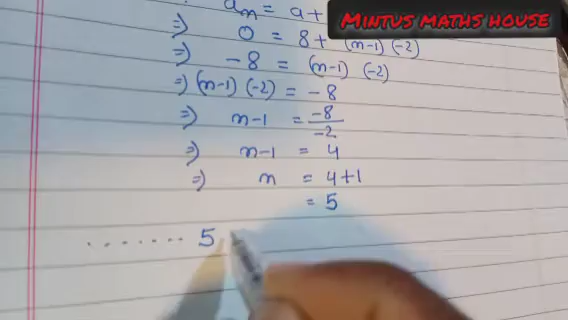 an = a +
MINTUS MATHS HOUSE
⇒ 0 = 8 + (n-1) (-2)
⇒ -8 = (n-1) (-2)
⇒ (n-1) (-2) = -8
⇒ n-1 = -8/-2
⇒ n-1 = 4
⇒ n = 4+1
= 5
........ 5